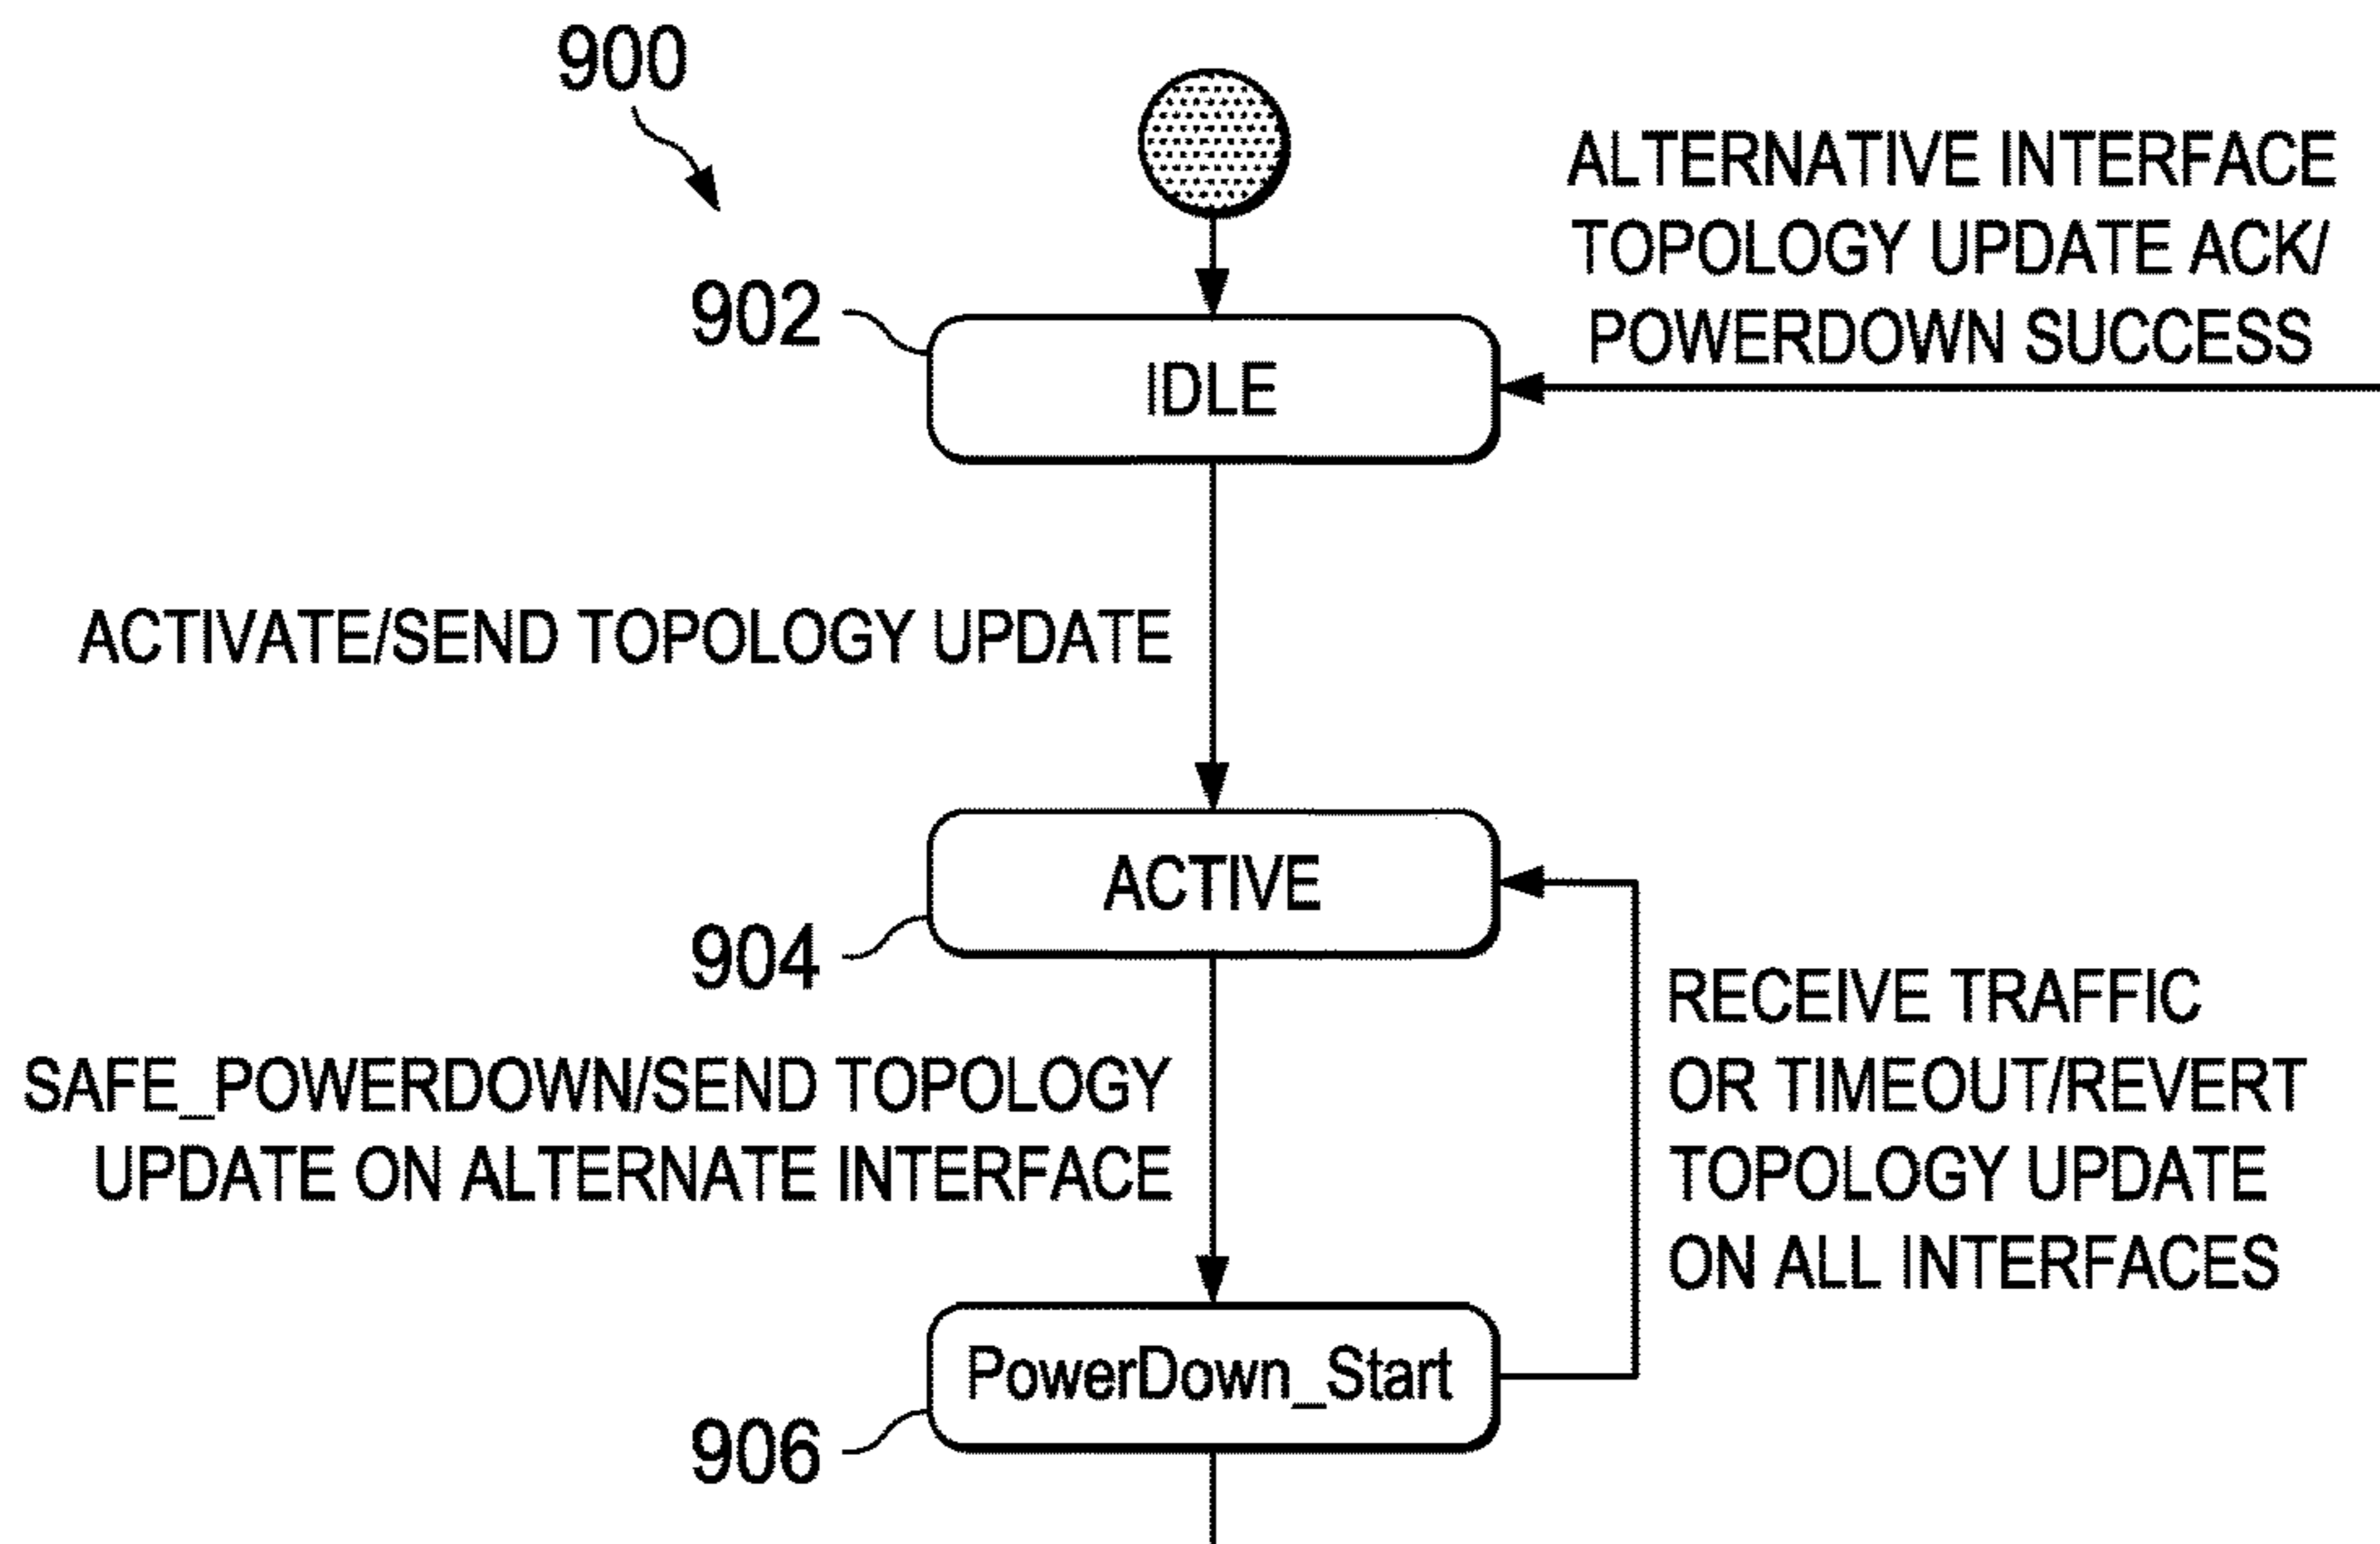 900
ALTERNATIVE INTERFACE
TOPOLOGY UPDATE ACK/
POWERDOWN SUCCESS
902
IDLE
ACTIVATE/SEND TOPOLOGY UPDATE
ACTIVE
904
RECEIVE TRAFFIC
OR TIMEOUT/REVERT
TOPOLOGY UPDATE
ON ALL INTERFACES
SAFE_POWERDOWN/SEND TOPOLOGY
UPDATE ON ALTERNATE INTERFACE
PowerDown_Start
906